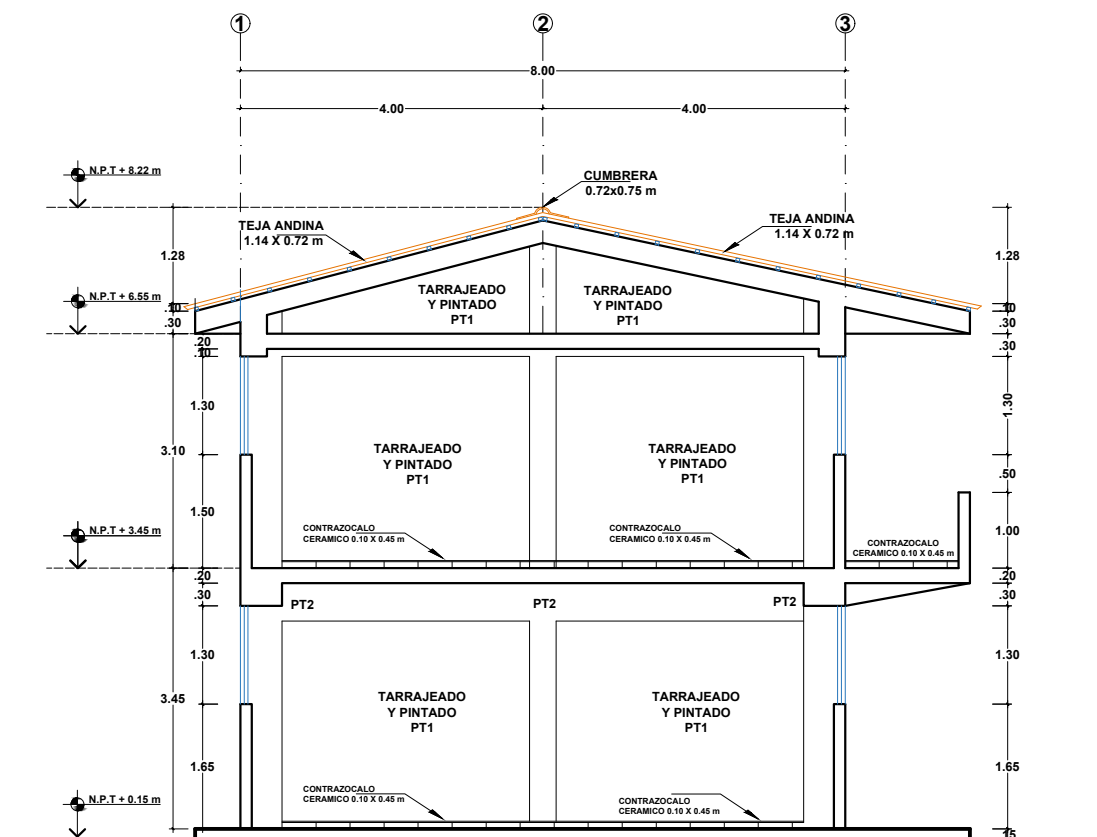 1 2 3
8.00
4.00 4.00
N.P.T + 8.22 m
CUMBRERA
0.72x0.75 m
TEJA ANDINA
1.14 X 0.72 m
TEJA ANDINA
1.14 X 0.72 m
1.28
1.28
N.P.T + 6.55 m
.10
.30
.10
.30
TARRAJEADO
Y PINTADO
PT1
TARRAJEADO
Y PINTADO
PT1
.20
.10
.30
1.30
1.30
3.10
TARRAJEADO
Y PINTADO
PT1
TARRAJEADO
Y PINTADO
PT1
.50
1.50
1.00
N.P.T + 3.45 m
CONTRAZOCALO
CERAMICO 0.10 X 0.45 m
CONTRAZOCALO
CERAMICO 0.10 X 0.45 m
CONTRAZOCALO
CERAMICO 0.10 X 0.45 m
.20
.30
.20
.30
PT2 PT2 PT2
1.30
1.30
3.45
TARRAJEADO
Y PINTADO
PT1
TARRAJEADO
Y PINTADO
PT1
1.65
1.65
N.P.T + 0.15 m
CONTRAZOCALO
CERAMICO 0.10 X 0.45 m
CONTRAZOCALO
CERAMICO 0.10 X 0.45 m